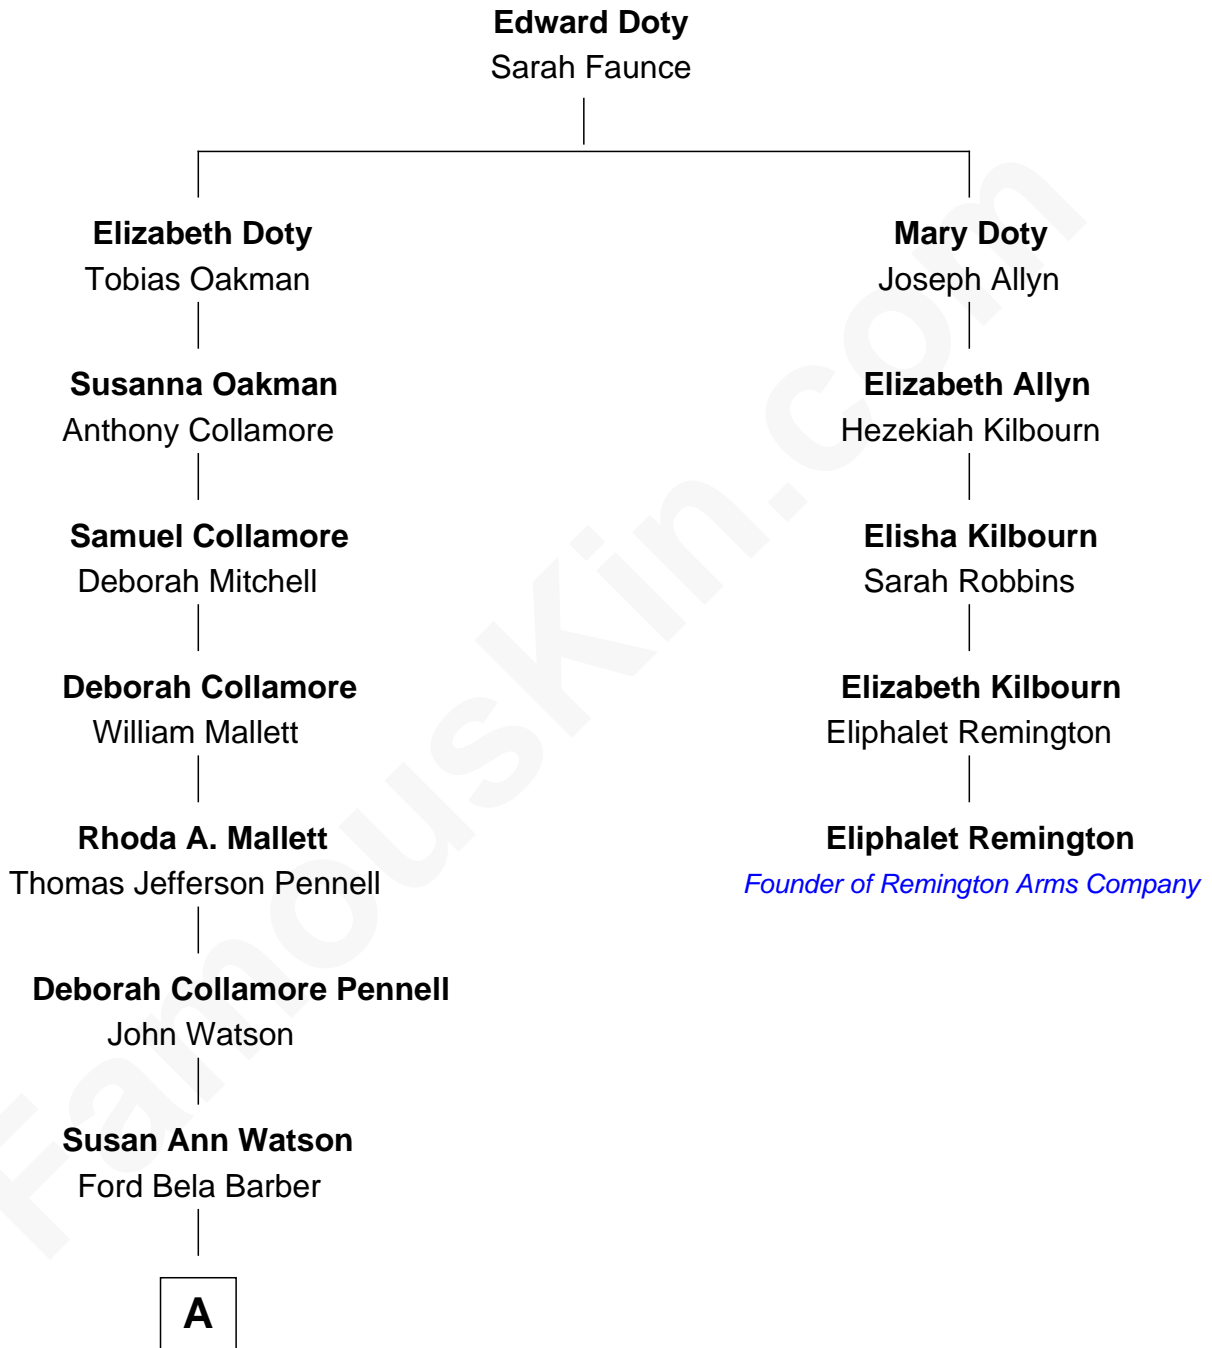 Edward Doty
Sarah Faunce
Elizabeth Doty
Tobias Oakman
Mary Doty
Joseph Allyn
Susanna Oakman
Anthony Collamore
Elizabeth Allyn
Hezekiah Kilbourn
Samuel Collamore
Deborah Mitchell
Elisha Kilbourn
Sarah Robbins
Deborah Collamore
William Mallett
Elizabeth Kilbourn
Eliphalet Remington
Rhoda A. Mallett
Thomas Jefferson Pennell
Eliphalet Remington
Founder of Remington Arms Company
Deborah Collamore Pennell
John Watson
Susan Ann Watson
Ford Bela Barber
A
FamousKin.com